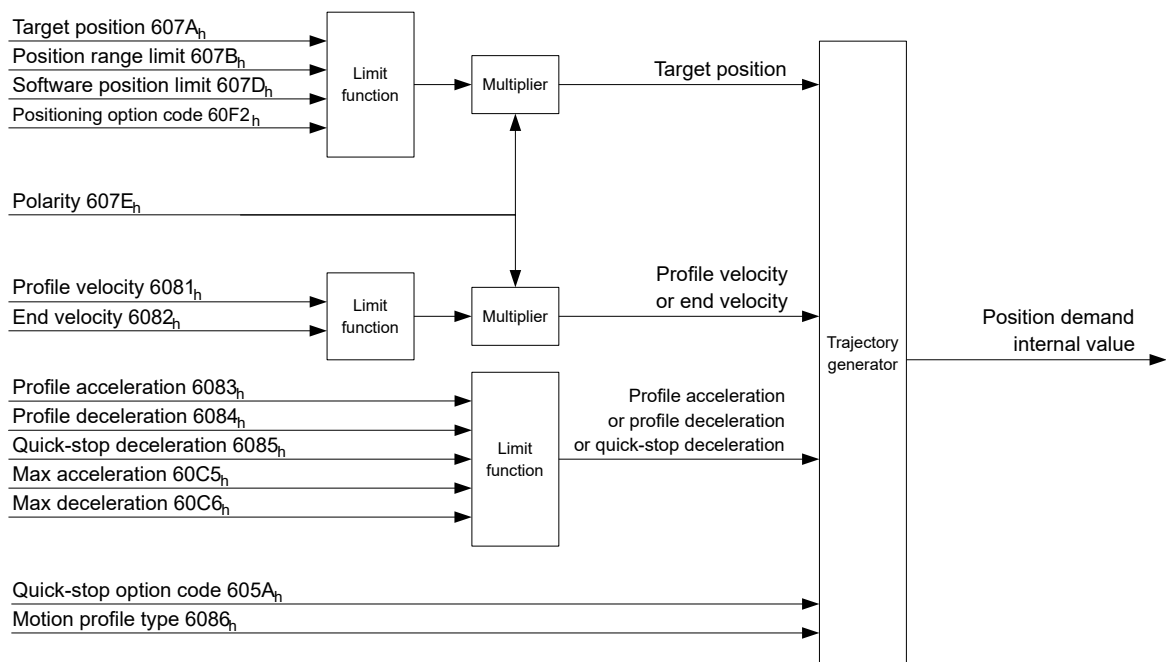 Target position 607Ah
Position range limit 607Bh
Software position limit 607Dh
Positioning option code 60F2h
Limit
function
Multiplier
Target position
Polarity 607Eh
Profile velocity 6081h
End velocity 6082h
Limit
function
Multiplier
Profile velocity
or end velocity
Trajectory
generator
Position demand
internal value
Profile acceleration 6083h
Profile deceleration 6084h
Quick-stop deceleration 6085h
Max acceleration 60C5h
Max deceleration 60C6h
Limit
function
Profile acceleration
or profile deceleration
or quick-stop deceleration
Quick-stop option code 605Ah
Motion profile type 6086h